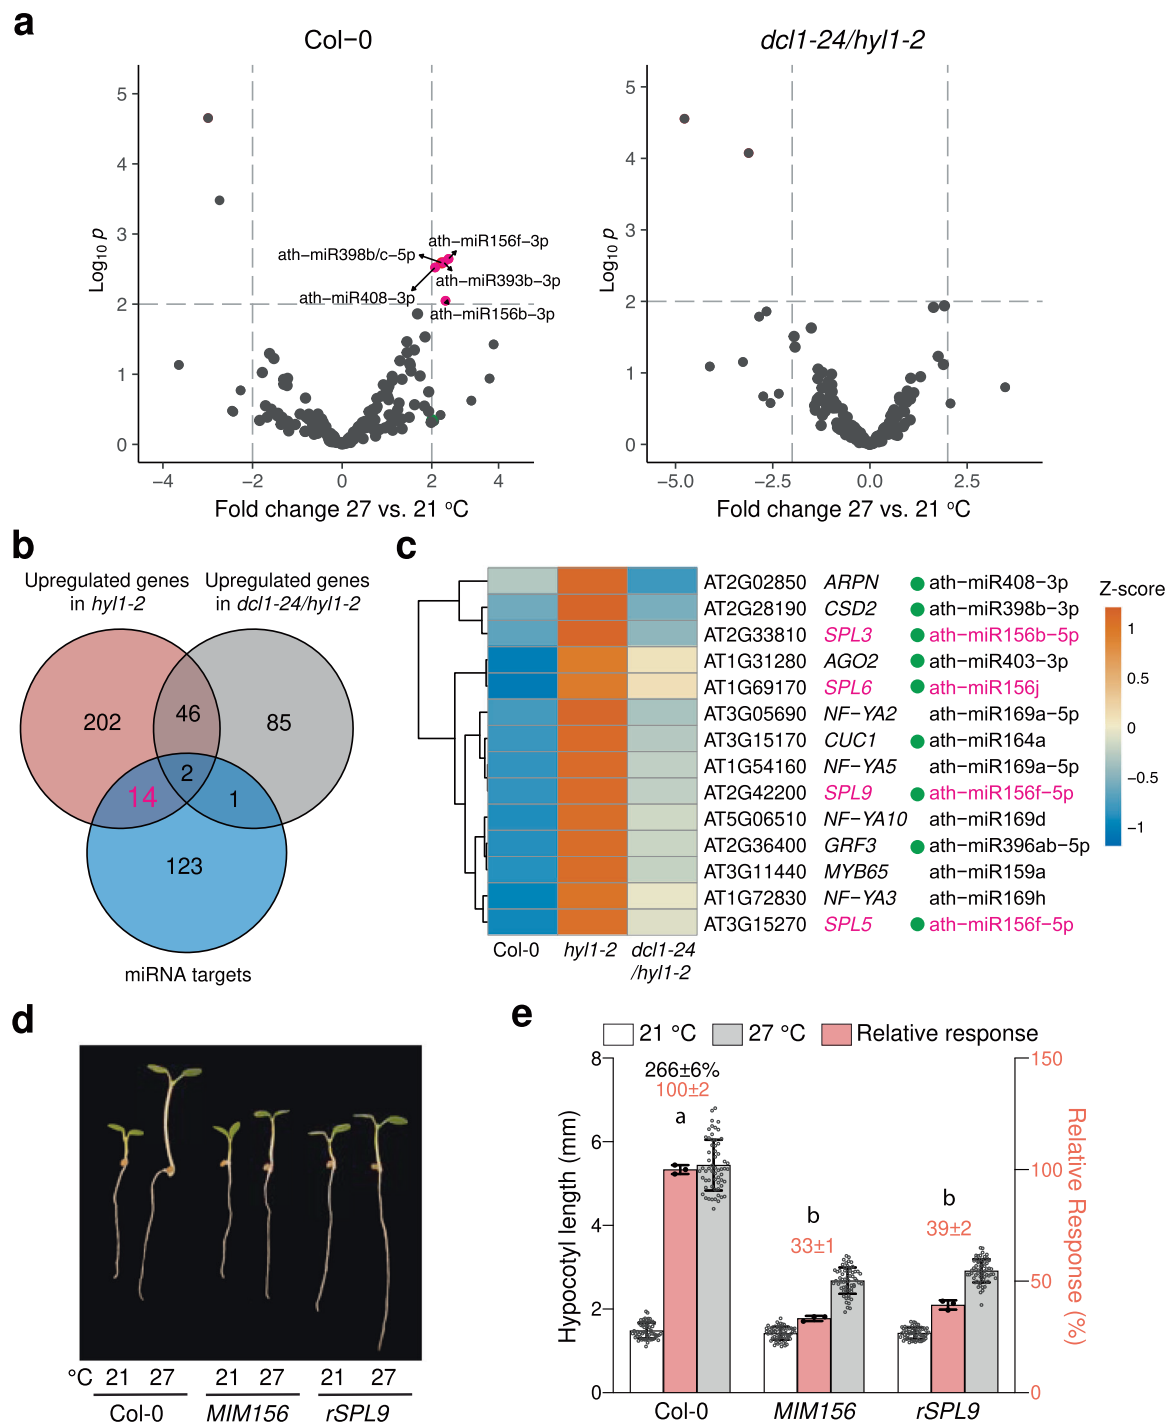 a
Col−0
dcl1-24/hyl1-2
5
4
3
2
1
0
Log10 p
ath−miR156f−3p
ath−miR398b/c−5p
ath−miR393b−3p
ath−miR408−3p
ath−miR156b−3p
−4
−2
0
2
4
Fold change 27 vs. 21 °C
5
4
3
2
1
0
Log10 p
−5.0
−2.5
0.0
2.5
Fold change 27 vs. 21 °C
b
Upregulated genes
in hyl1-2
Upregulated genes
in dcl1-24/hyl1-2
202
46
85
2
14
1
123
miRNA targets
c
AT2G02850 ARPN ath−miR408−3p
AT2G28190 CSD2 ath−miR398b−3p
AT2G33810 SPL3 ath−miR156b−5p
AT1G31280 AGO2 ath−miR403−3p
AT1G69170 SPL6 ath−miR156j
AT3G05690 NF−YA2 ath−miR169a−5p
AT3G15170 CUC1 ath−miR164a
AT1G54160 NF−YA5 ath−miR169a−5p
AT2G42200 SPL9 ath−miR156f−5p
AT5G06510 NF−YA10 ath−miR169d
AT2G36400 GRF3 ath−miR396ab−5p
AT3G11440 MYB65 ath−miR159a
AT1G72830 NF−YA3 ath−miR169h
AT3G15270 SPL5 ath−miR156f−5p
Col-0
hyl1-2
dcl1-24
/hyl1-2
Z−score
1
0.5
0
−0.5
−1
d
°C 21 27 21 27 21 27
Col-0 MIM156 rSPL9
e
21 °C 27 °C Relative response
8
6
4
2
0
Hypocotyl length (mm)
266±6%
100±2
a
b
33±1
b
39±2
150
100
50
0
Relative Response (%)
Col-0 MIM156 rSPL9